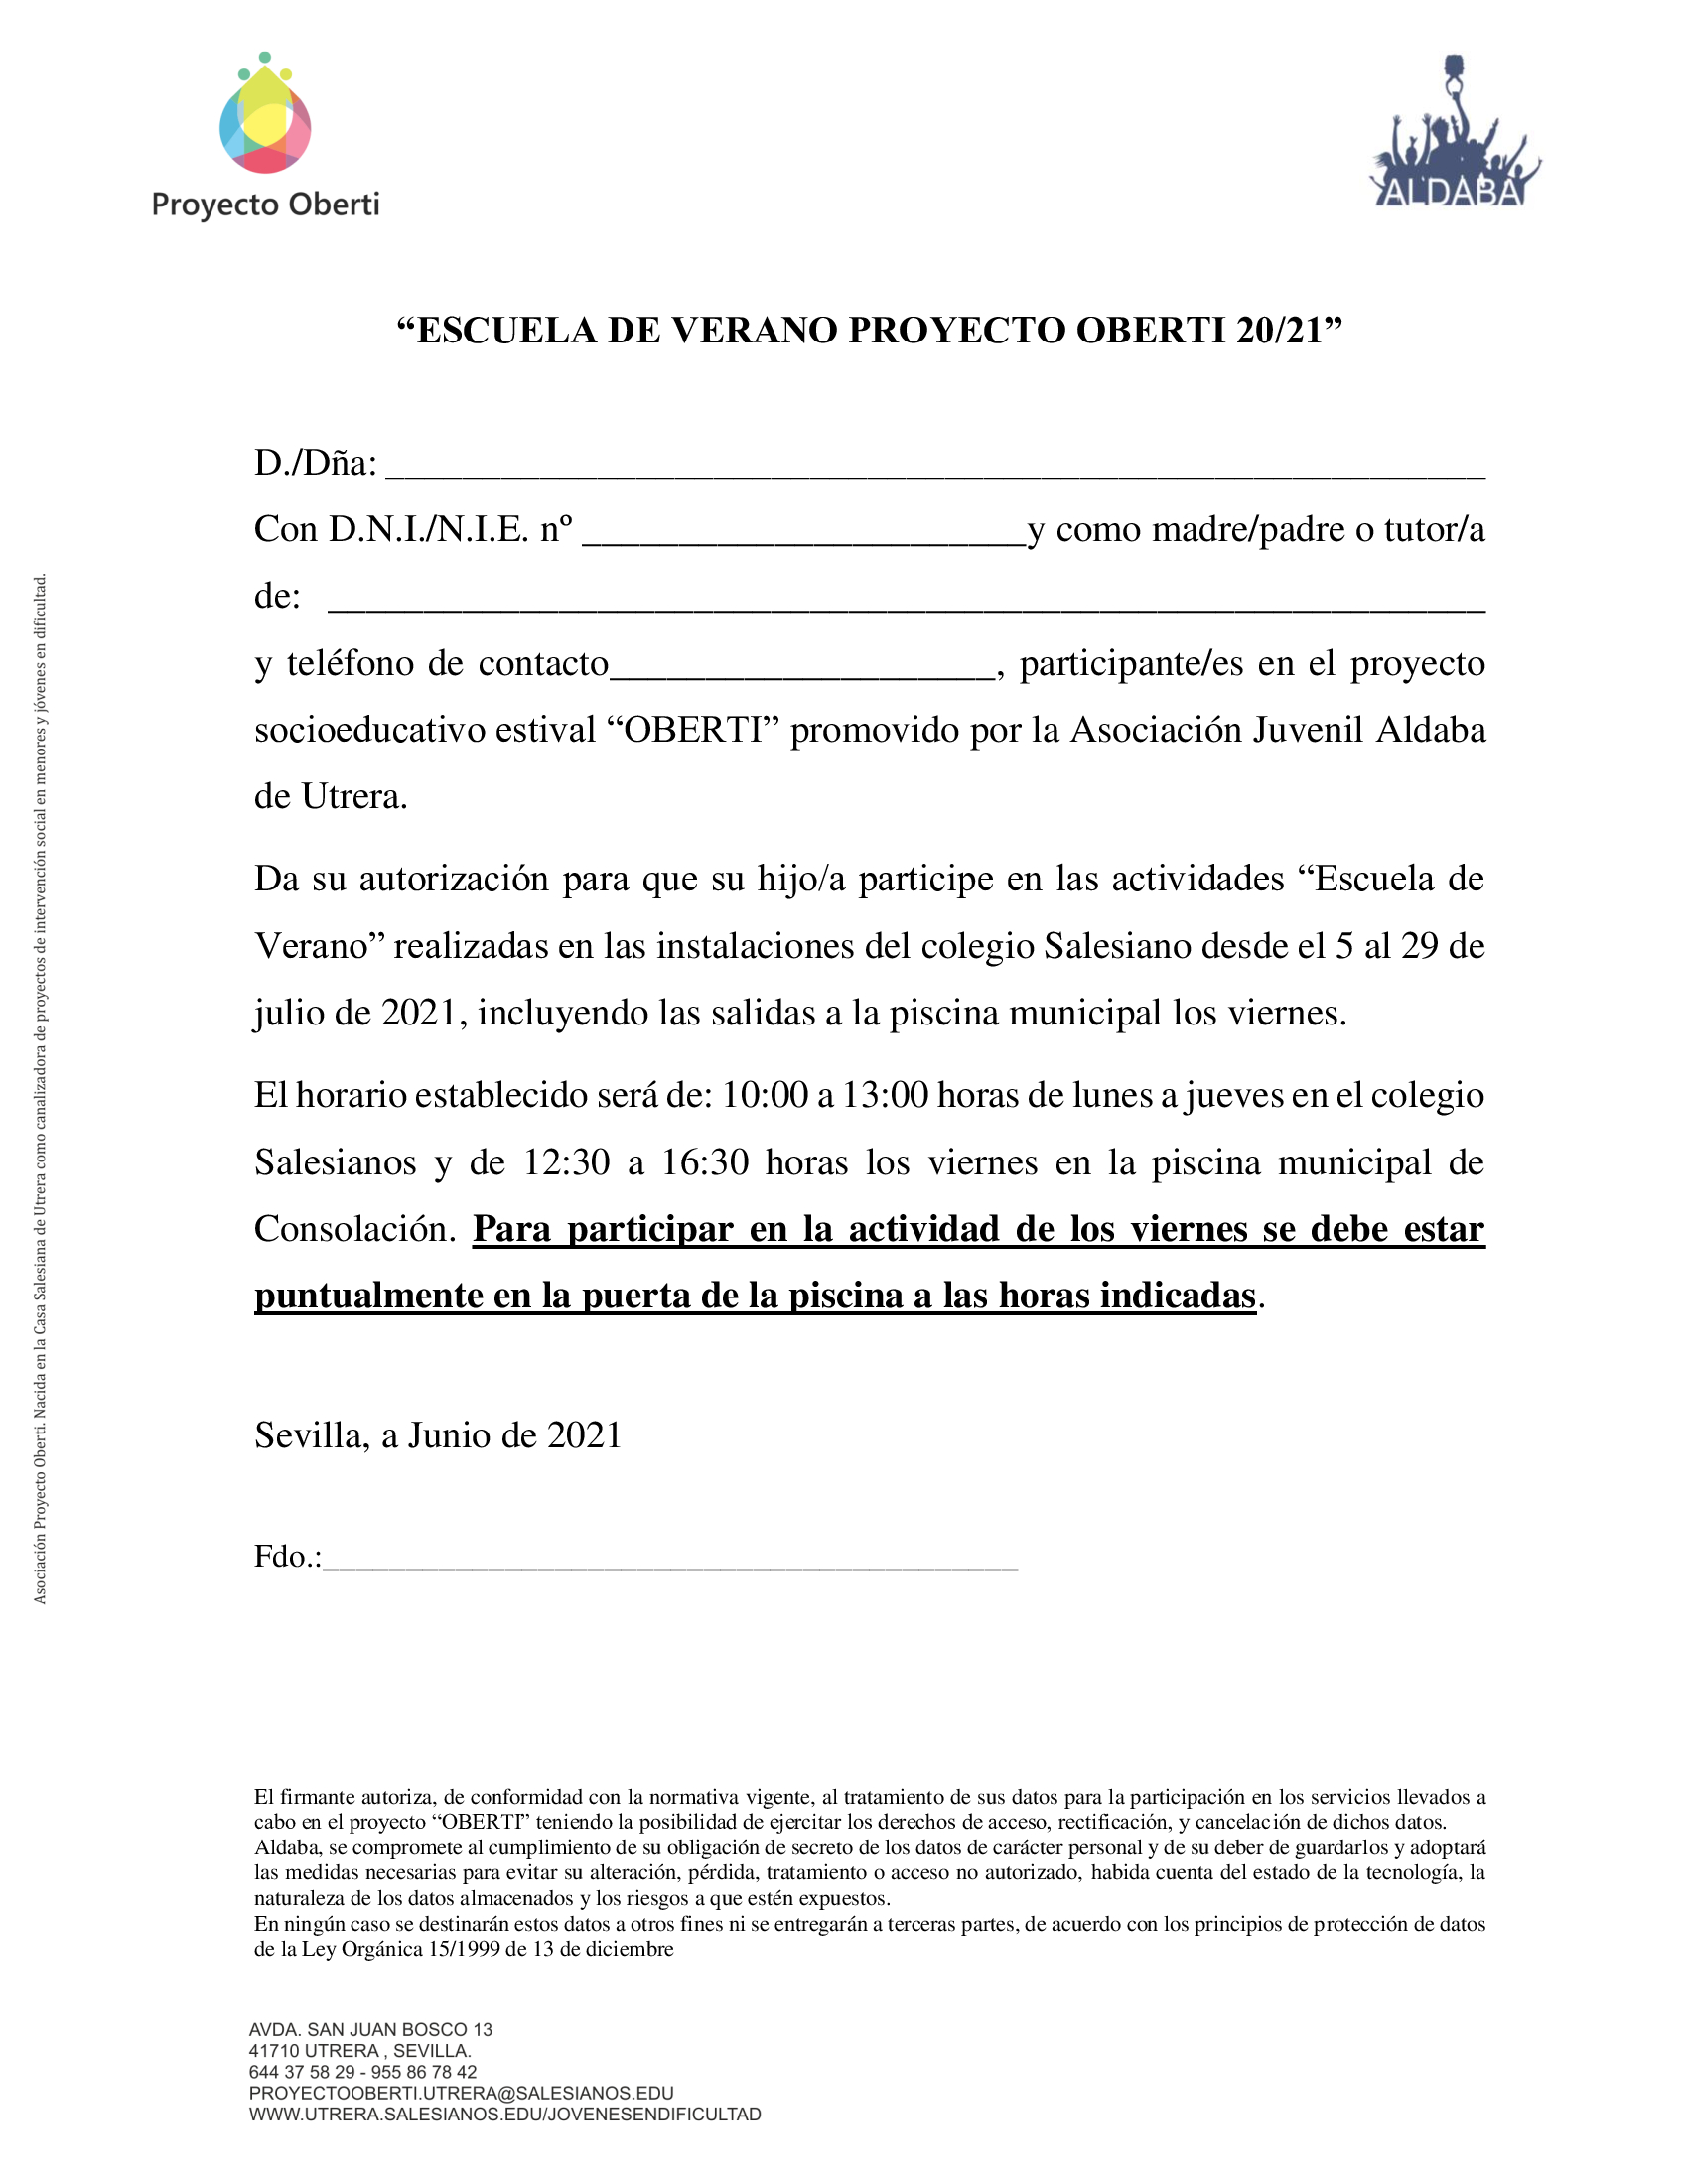 Proyecto Oberti
ALDABA
“ESCUELA DE VERANO PROYECTO OBERTI 20/21”
D./Dña: _________________________________________________________
Con D.N.I./N.I.E. nº _______________________y como madre/padre o tutor/a
de: ____________________________________________________________
y teléfono de contacto____________________, participante/es en el proyecto
socioeducativo estival “OBERTI” promovido por la Asociación Juvenil Aldaba
de Utrera.
Da su autorización para que su hijo/a participe en las actividades “Escuela de
Verano” realizadas en las instalaciones del colegio Salesiano desde el 5 al 29 de
julio de 2021, incluyendo las salidas a la piscina municipal los viernes.
El horario establecido será de: 10:00 a 13:00 horas de lunes a jueves en el colegio
Salesianos y de 12:30 a 16:30 horas los viernes en la piscina municipal de
Consolación. Para participar en la actividad de los viernes se debe estar
puntualmente en la puerta de la piscina a las horas indicadas.
Sevilla, a Junio de 2021
Fdo.:__________________________________________
El firmante autoriza, de conformidad con la normativa vigente, al tratamiento de sus datos para la participación en los servicios llevados a
cabo en el proyecto “OBERTI” teniendo la posibilidad de ejercitar los derechos de acceso, rectificación, y cancelación de dichos datos.
Aldaba, se compromete al cumplimiento de su obligación de secreto de los datos de carácter personal y de su deber de guardarlos y adoptará
las medidas necesarias para evitar su alteración, pérdida, tratamiento o acceso no autorizado, habida cuenta del estado de la tecnología, la
naturaleza de los datos almacenados y los riesgos a que estén expuestos.
En ningún caso se destinarán estos datos a otros fines ni se entregarán a terceras partes, de acuerdo con los principios de protección de datos
de la Ley Orgánica 15/1999 de 13 de diciembre
AVDA. SAN JUAN BOSCO 13
41710 UTRERA , SEVILLA.
644 37 58 29 - 955 86 78 42
PROYECTOOBERTI.UTRERA@SALESIANOS.EDU
WWW.UTRERA.SALESIANOS.EDU/JOVENESENDIFICULTAD
Asociación Proyecto Oberti. Nacida en la Casa Salesiana de Utrera como canalizadora de proyectos de intervención social en menores y jóvenes en dificultad.